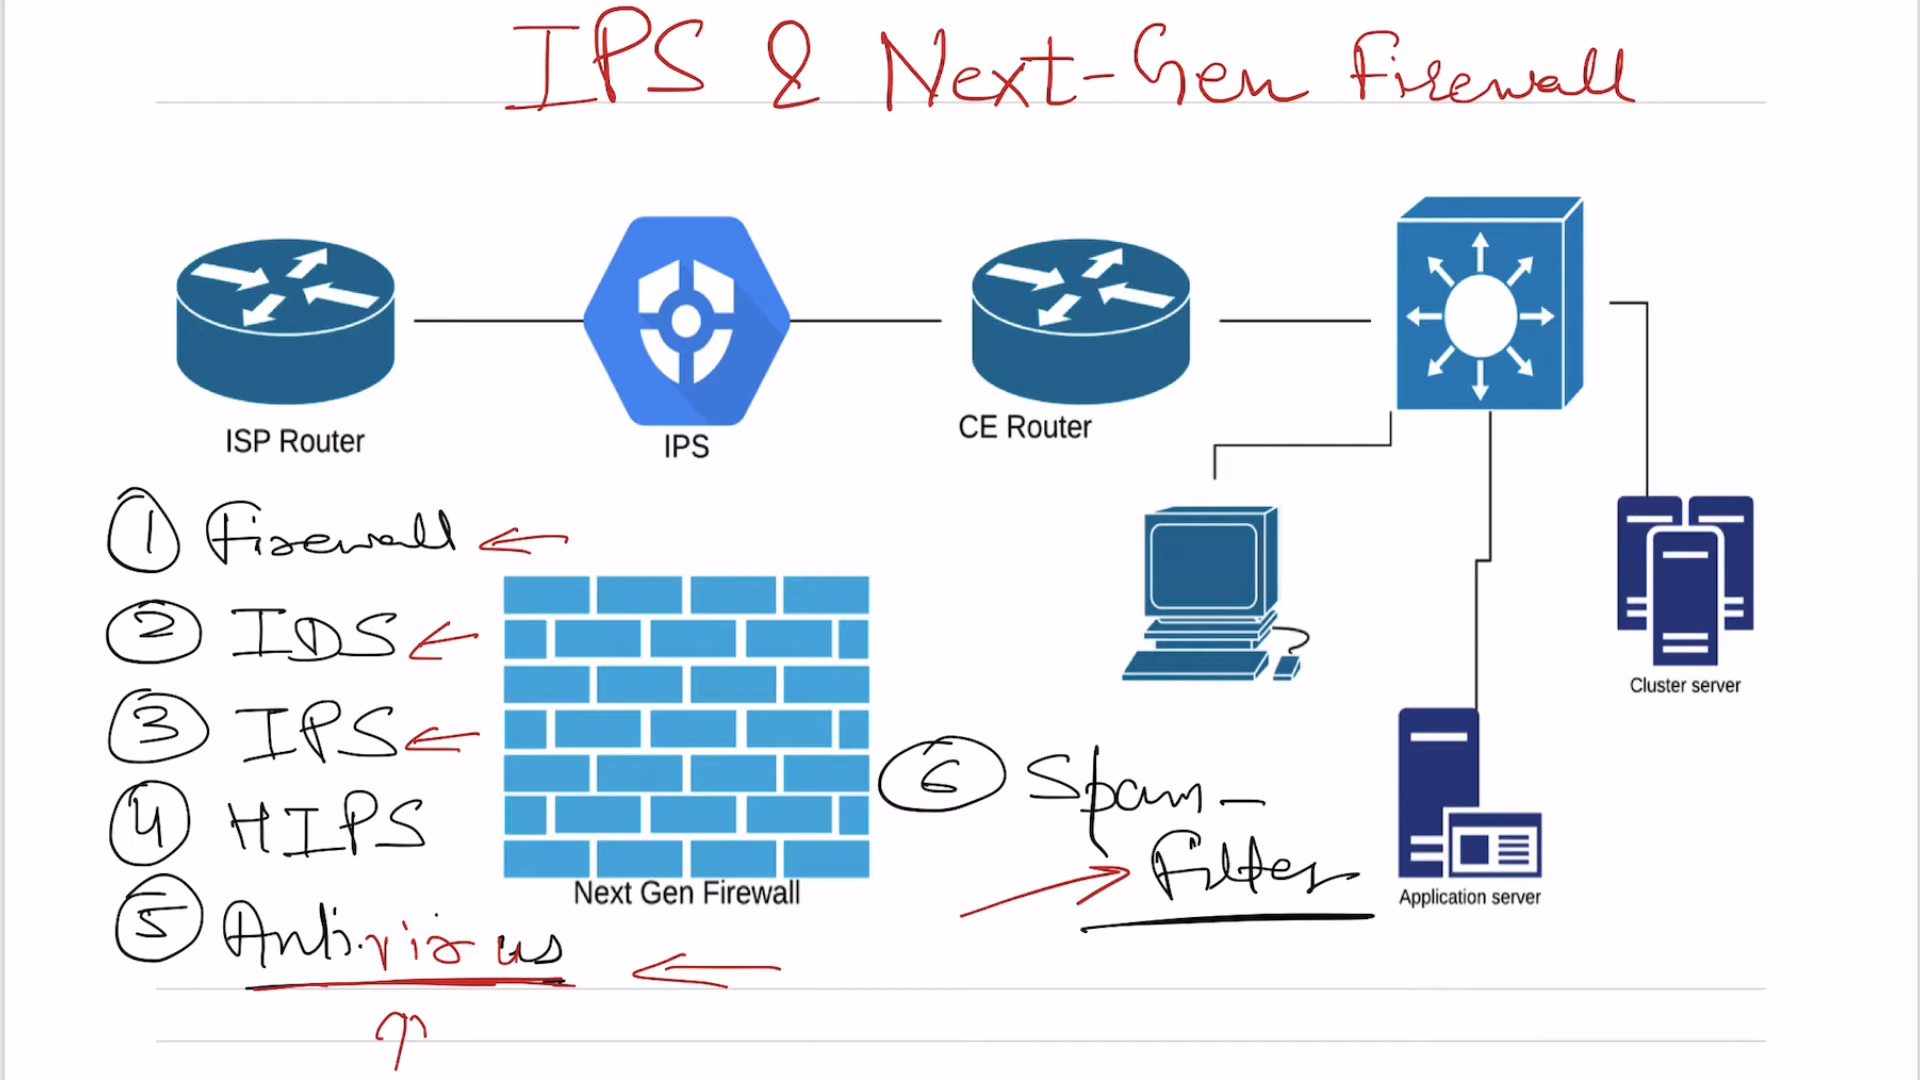 IPS & Next-Gen Firewall
ISP Router
IPS
CE Router
① Firewall
② IDS
③ IPS
④ HIPS
⑤ Antivirus
Next Gen Firewall
⑥ Spam-
Filter
Cluster server
Application server